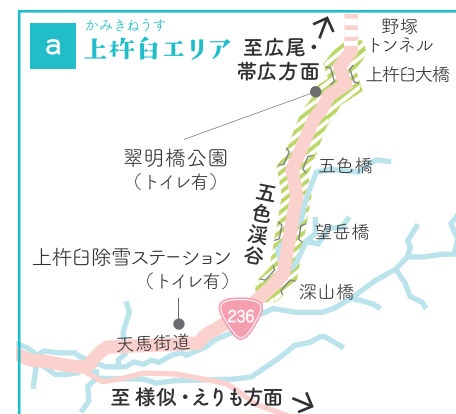 a
かみきねうす
上杵臼エリア
至広尾・
帯広方面
野塚
トンネル
上杵臼大橋
翠明橋公園
（トイレ有）
五色橋
五色渓谷
望岳橋
上杵臼除雪ステーション
（トイレ有）
深山橋
236
天馬街道
至 様似・えりも方面